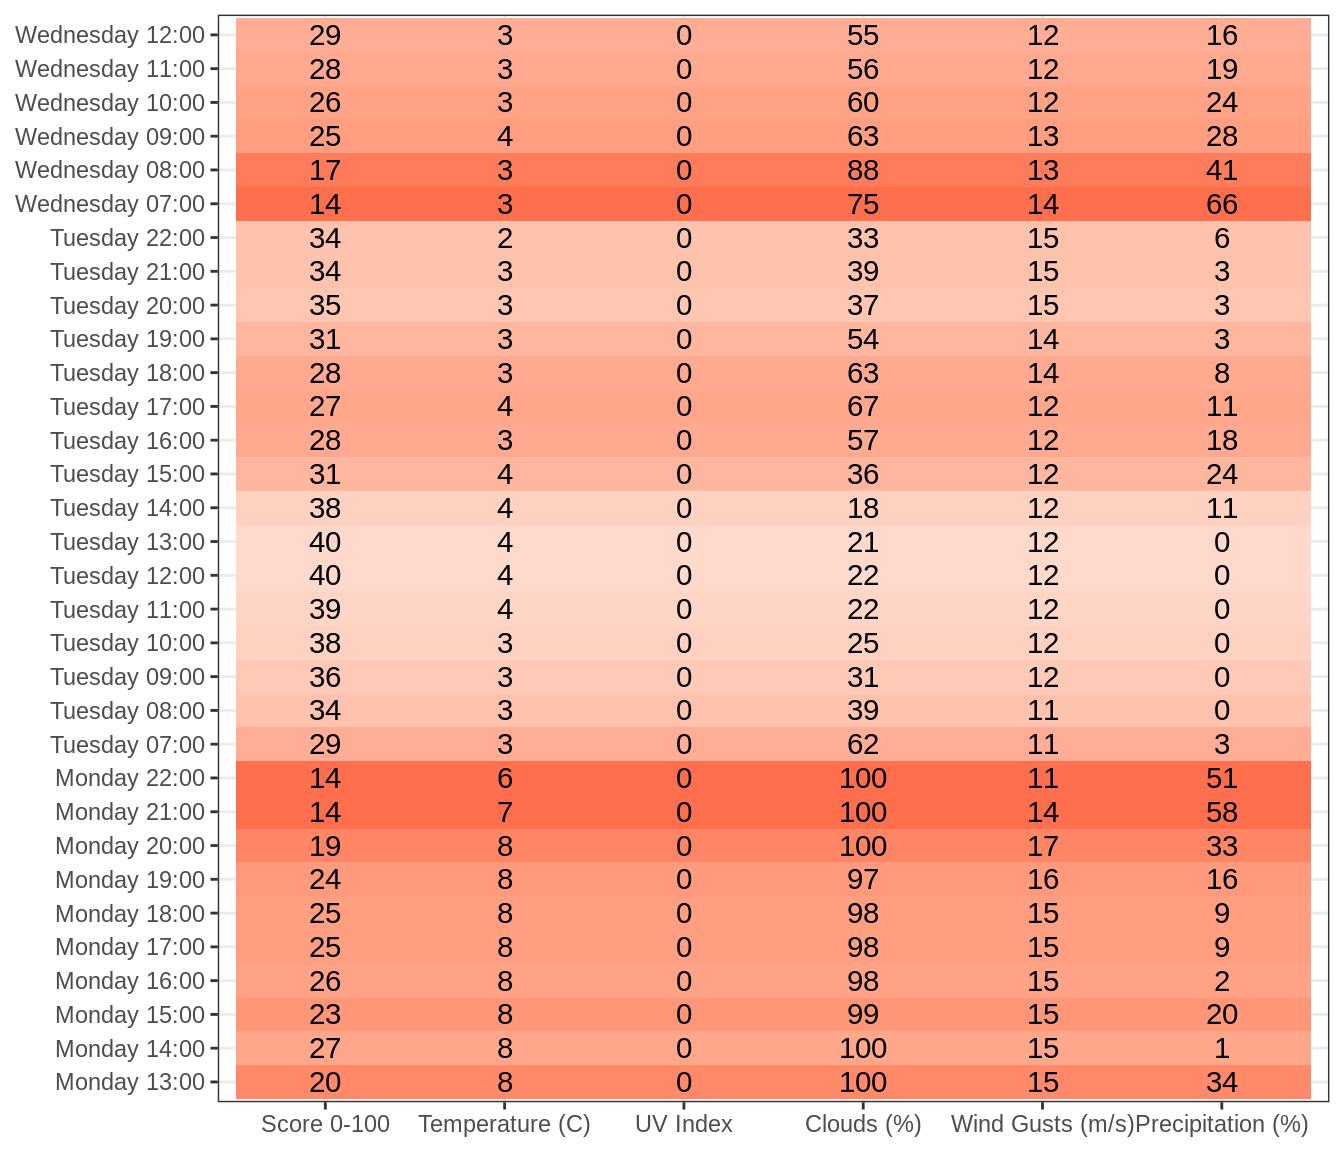 Wednesday 12:00 29 3 0 55 12 16
Wednesday 11:00 28 3 0 56 12 19
Wednesday 10:00 26 3 0 60 12 24
Wednesday 09:00 25 4 0 63 13 28
Wednesday 08:00 17 3 0 88 13 41
Wednesday 07:00 14 3 0 75 14 66
Tuesday 22:00 34 2 0 33 15 6
Tuesday 21:00 34 3 0 39 15 3
Tuesday 20:00 35 3 0 37 15 3
Tuesday 19:00 31 3 0 54 14 3
Tuesday 18:00 28 3 0 63 14 8
Tuesday 17:00 27 4 0 67 12 11
Tuesday 16:00 28 3 0 57 12 18
Tuesday 15:00 31 4 0 36 12 24
Tuesday 14:00 38 4 0 18 12 11
Tuesday 13:00 40 4 0 21 12 0
Tuesday 12:00 40 4 0 22 12 0
Tuesday 11:00 39 4 0 22 12 0
Tuesday 10:00 38 3 0 25 12 0
Tuesday 09:00 36 3 0 31 12 0
Tuesday 08:00 34 3 0 39 11 0
Tuesday 07:00 29 3 0 62 11 3
Monday 22:00 14 6 0 100 11 51
Monday 21:00 14 7 0 100 14 58
Monday 20:00 19 8 0 100 17 33
Monday 19:00 24 8 0 97 16 16
Monday 18:00 25 8 0 98 15 9
Monday 17:00 25 8 0 98 15 9
Monday 16:00 26 8 0 98 15 2
Monday 15:00 23 8 0 99 15 20
Monday 14:00 27 8 0 100 15 1
Monday 13:00 20 8 0 100 15 34
Score 0-100 Temperature (C) UV Index Clouds (%) Wind Gusts (m/s) Precipitation (%)